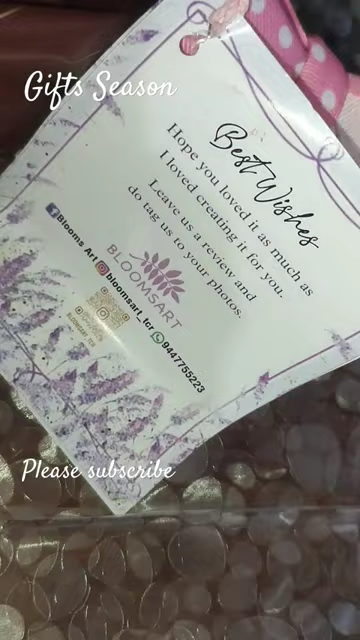 Gifts Season
Best Wishes
Hope you loved it as much as
I loved creating it for you.
Leave us a review and
do tag us to your photos.
BLOOMSART
Blooms Art bloomsart_tcr 9447755223
BLOOMSART_TCR
Please subscribe